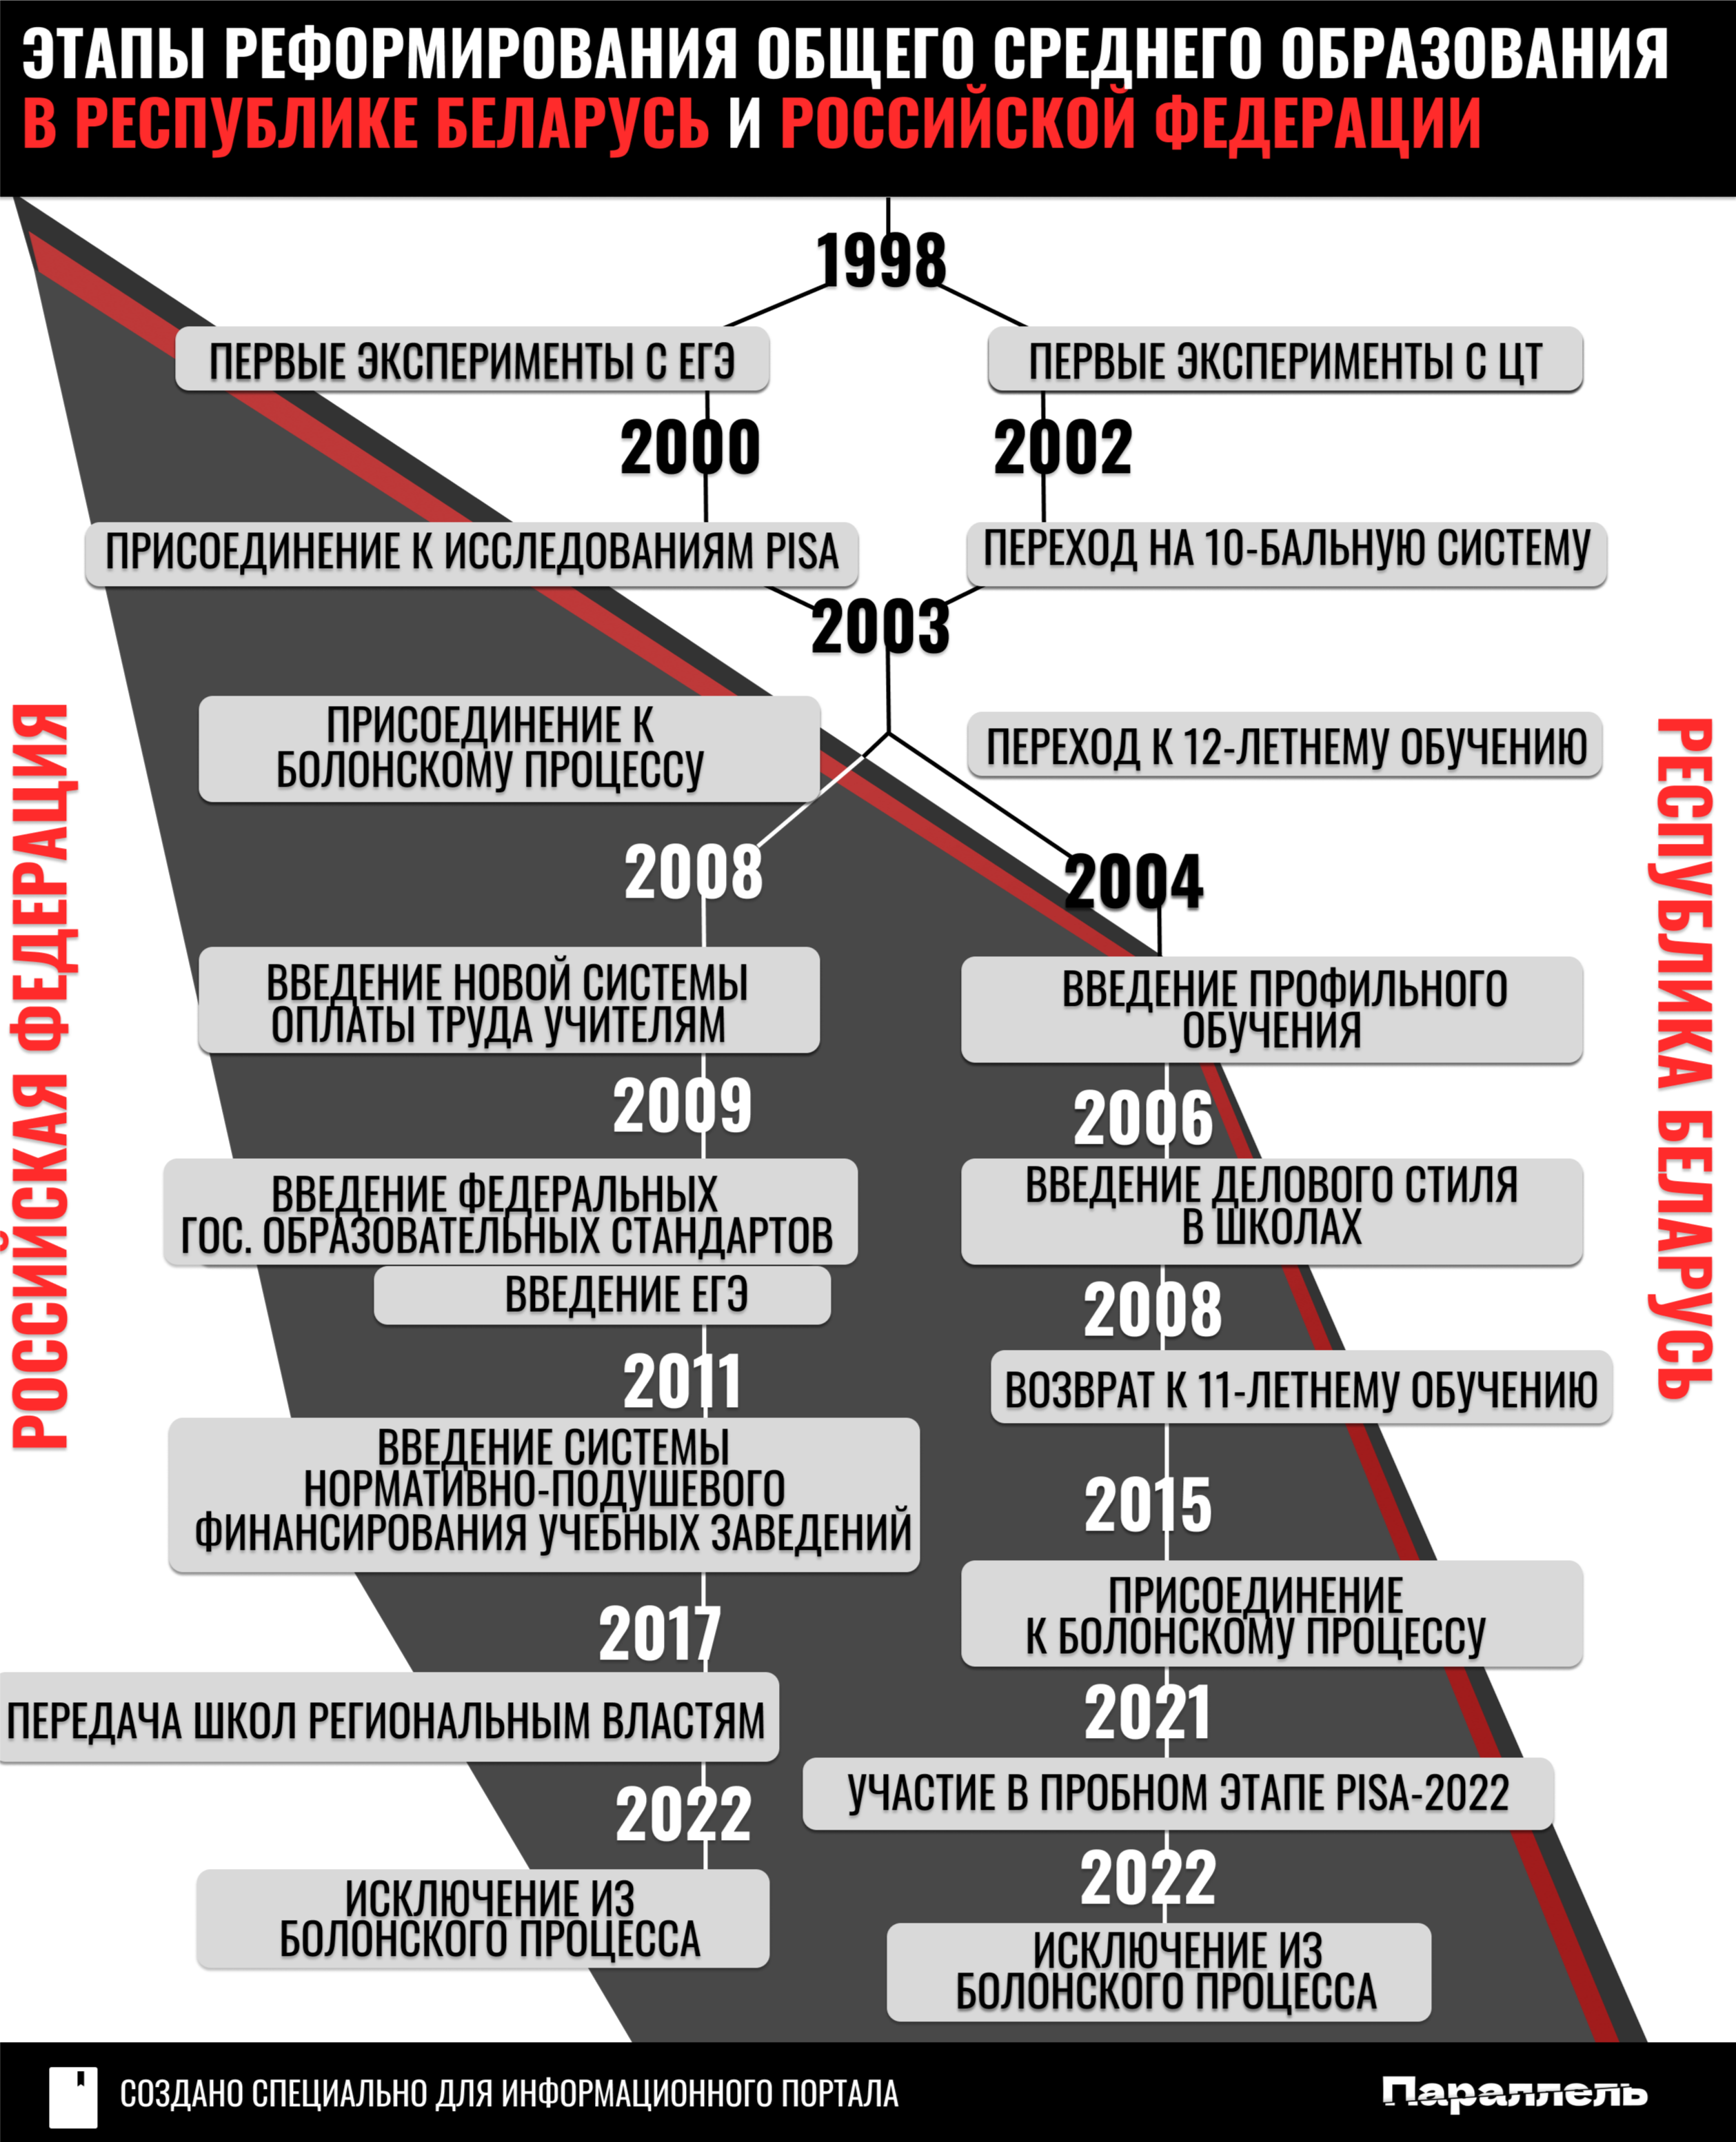 ЭТАПЫ РЕФОРМИРОВАНИЯ ОБЩЕГО СРЕДНЕГО ОБРАЗОВАНИЯ
В РЕСПУБЛИКЕ БЕЛАРУСЬ И РОССИЙСКОЙ ФЕДЕРАЦИИ
1998
ПЕРВЫЕ ЭКСПЕРИМЕНТЫ С ЕГЭ
ПЕРВЫЕ ЭКСПЕРИМЕНТЫ С ЦТ
2000
2002
ПРИСОЕДИНЕНИЕ К ИССЛЕДОВАНИЯМ PISA
ПЕРЕХОД НА 10-БАЛЬНУЮ СИСТЕМУ
2003
ПРИСОЕДИНЕНИЕ К
БОЛОНСКОМУ ПРОЦЕССУ
ПЕРЕХОД К 12-ЛЕТНЕМУ ОБУЧЕНИЮ
РОССИЙСКАЯ ФЕДЕРАЦИЯ
РЕСПУБЛИКА БЕЛАРУСЬ
2008
2004
ВВЕДЕНИЕ НОВОЙ СИСТЕМЫ
ОПЛАТЫ ТРУДА УЧИТЕЛЯМ
ВВЕДЕНИЕ ПРОФИЛЬНОГО
ОБУЧЕНИЯ
2009
2006
ВВЕДЕНИЕ ФЕДЕРАЛЬНЫХ
ГОС. ОБРАЗОВАТЕЛЬНЫХ СТАНДАРТОВ
ВВЕДЕНИЕ ДЕЛОВОГО СТИЛЯ
В ШКОЛАХ
ВВЕДЕНИЕ ЕГЭ
2008
2011
ВОЗВРАТ К 11-ЛЕТНЕМУ ОБУЧЕНИЮ
ВВЕДЕНИЕ СИСТЕМЫ
НОРМАТИВНО-ПОДУШЕВОГО
ФИНАНСИРОВАНИЯ УЧЕБНЫХ ЗАВЕДЕНИЙ
2015
ПРИСОЕДИНЕНИЕ
К БОЛОНСКОМУ ПРОЦЕССУ
2017
ПЕРЕДАЧА ШКОЛ РЕГИОНАЛЬНЫМ ВЛАСТЯМ
2021
УЧАСТИЕ В ПРОБНОМ ЭТАПЕ PISA-2022
2022
2022
ИСКЛЮЧЕНИЕ ИЗ
БОЛОНСКОГО ПРОЦЕССА
ИСКЛЮЧЕНИЕ ИЗ
БОЛОНСКОГО ПРОЦЕССА
СОЗДАНО СПЕЦИАЛЬНО ДЛЯ ИНФОРМАЦИОННОГО ПОРТАЛА
Параллель